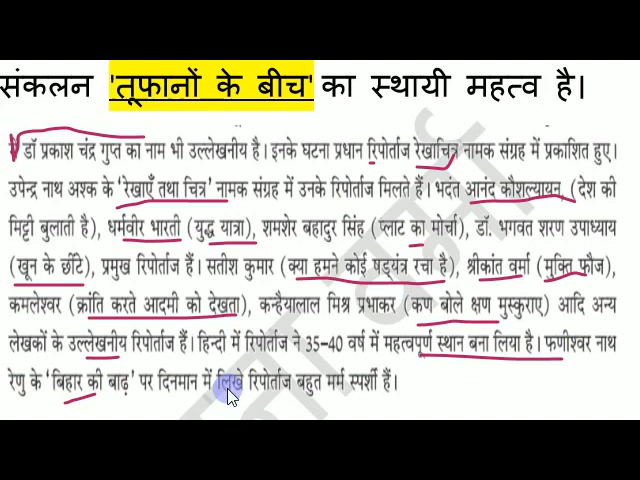 संकलन 'तूफानों के बीच' का स्थायी महत्व है।
में डॉ प्रकाश चंद्र गुप्त का नाम भी उल्लेखनीय है। इनके घटना प्रधान रिपोर्ताज रेखाचित्र नामक संग्रह में प्रकाशित हुए।
उपेन्द्र नाथ अश्क के 'रेखाएँ तथा चित्र' नामक संग्रह में उनके रिपोर्ताज मिलते हैं। भदंत आनंद कौशल्यायन (देश की
मिट्टी बुलाती है), धर्मवीर भारती (युद्ध यात्रा), शमशेर बहादुर सिंह (प्लाट का मोर्चा), डॉ. भगवत शरण उपाध्याय
(खून के छींटे), प्रमुख रिपोर्ताज हैं। सतीश कुमार (क्या हमने कोई षड्यंत्र रचा है), श्रीकांत वर्मा (मुक्ति फौज),
कमलेश्वर (क्रांति करते आदमी को देखता), कन्हैयालाल मिश्र प्रभाकर (कण बोले क्षण मुस्कुराए) आदि अन्य
लेखकों के उल्लेखनीय रिपोर्ताज हैं। हिन्दी में रिपोर्ताज ने 35-40 वर्ष में महत्वपूर्ण स्थान बना लिया है। फणीश्वर नाथ
रेणु के 'बिहार की बाढ़' पर दिनमान में लिखे रिपोर्ताज बहुत मर्म स्पर्शी हैं।